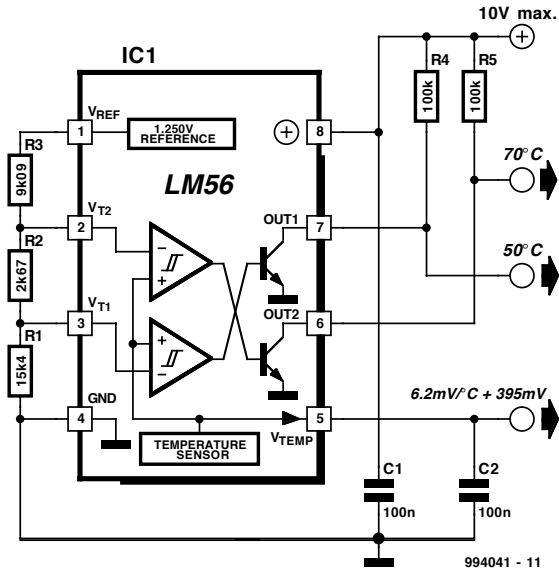 10V max.
IC1
R4
R5
100k
100k
VREF
1
1.250V
REFERENCE
8
R3
9k09
LM56
70°C
VT2
2
OUT1
7
R2
2k67
50°C
VT1
3
OUT2
6
R1
15k4
GND
4
6.2mV/°C + 395mV
5
VTEMP
TEMPERATURE
SENSOR
C1
100n
C2
100n
994041 - 11